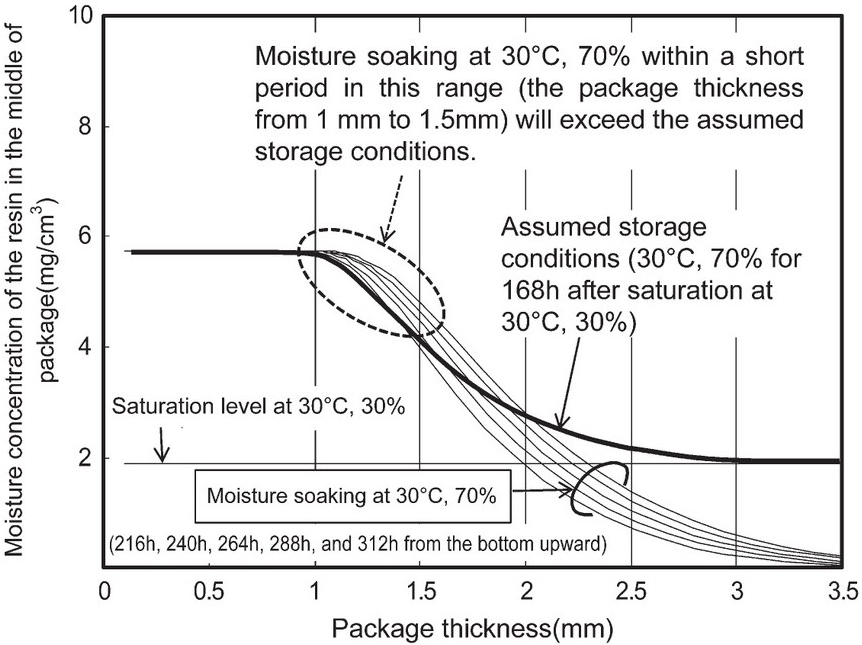 10
8
6
4
2
0
0.5
1
1.5
2
2.5
3
3.5
Moisture concentration of the resin in the middle of
package(mg/cm³)
Package thickness(mm)
Moisture soaking at 30°C, 70% within a short
period in this range (the package thickness
from 1 mm to 1.5mm) will exceed the assumed
storage conditions.
Assumed storage
conditions (30°C, 70% for
168h after saturation at
30°C, 30%)
Saturation level at 30°C, 30%
Moisture soaking at 30°C, 70%
(216h, 240h, 264h, 288h, and 312h from the bottom upward)